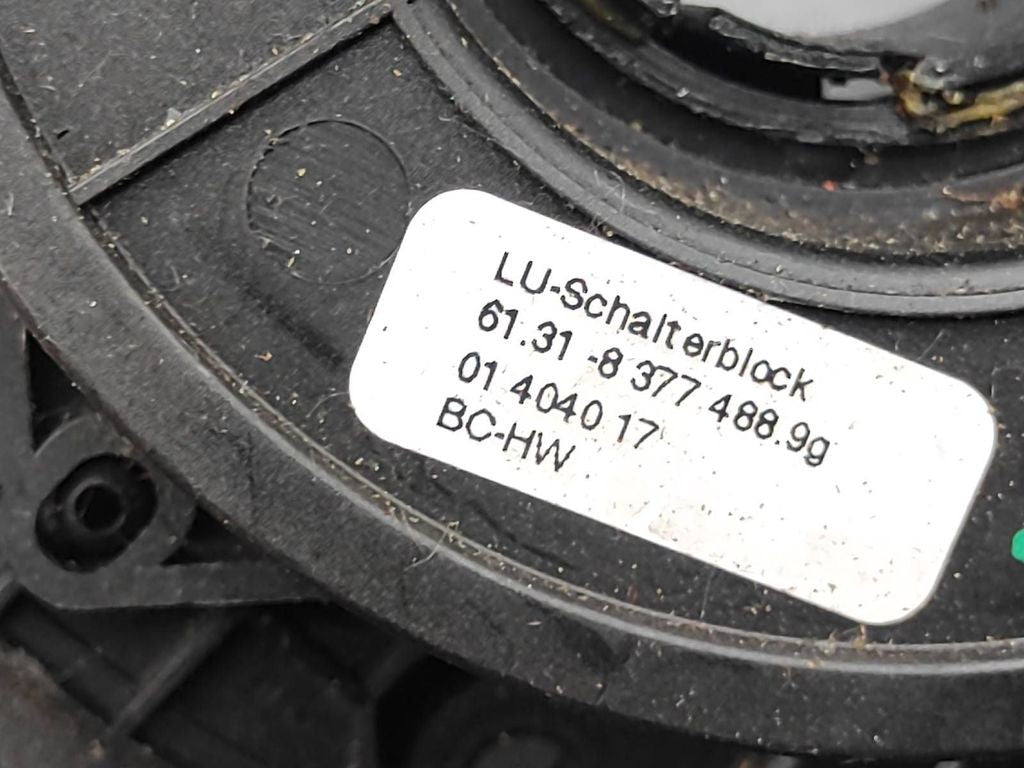 LU-Schalterblock
61.31 -8 377 488.9g
01 4040 17
BC-HW